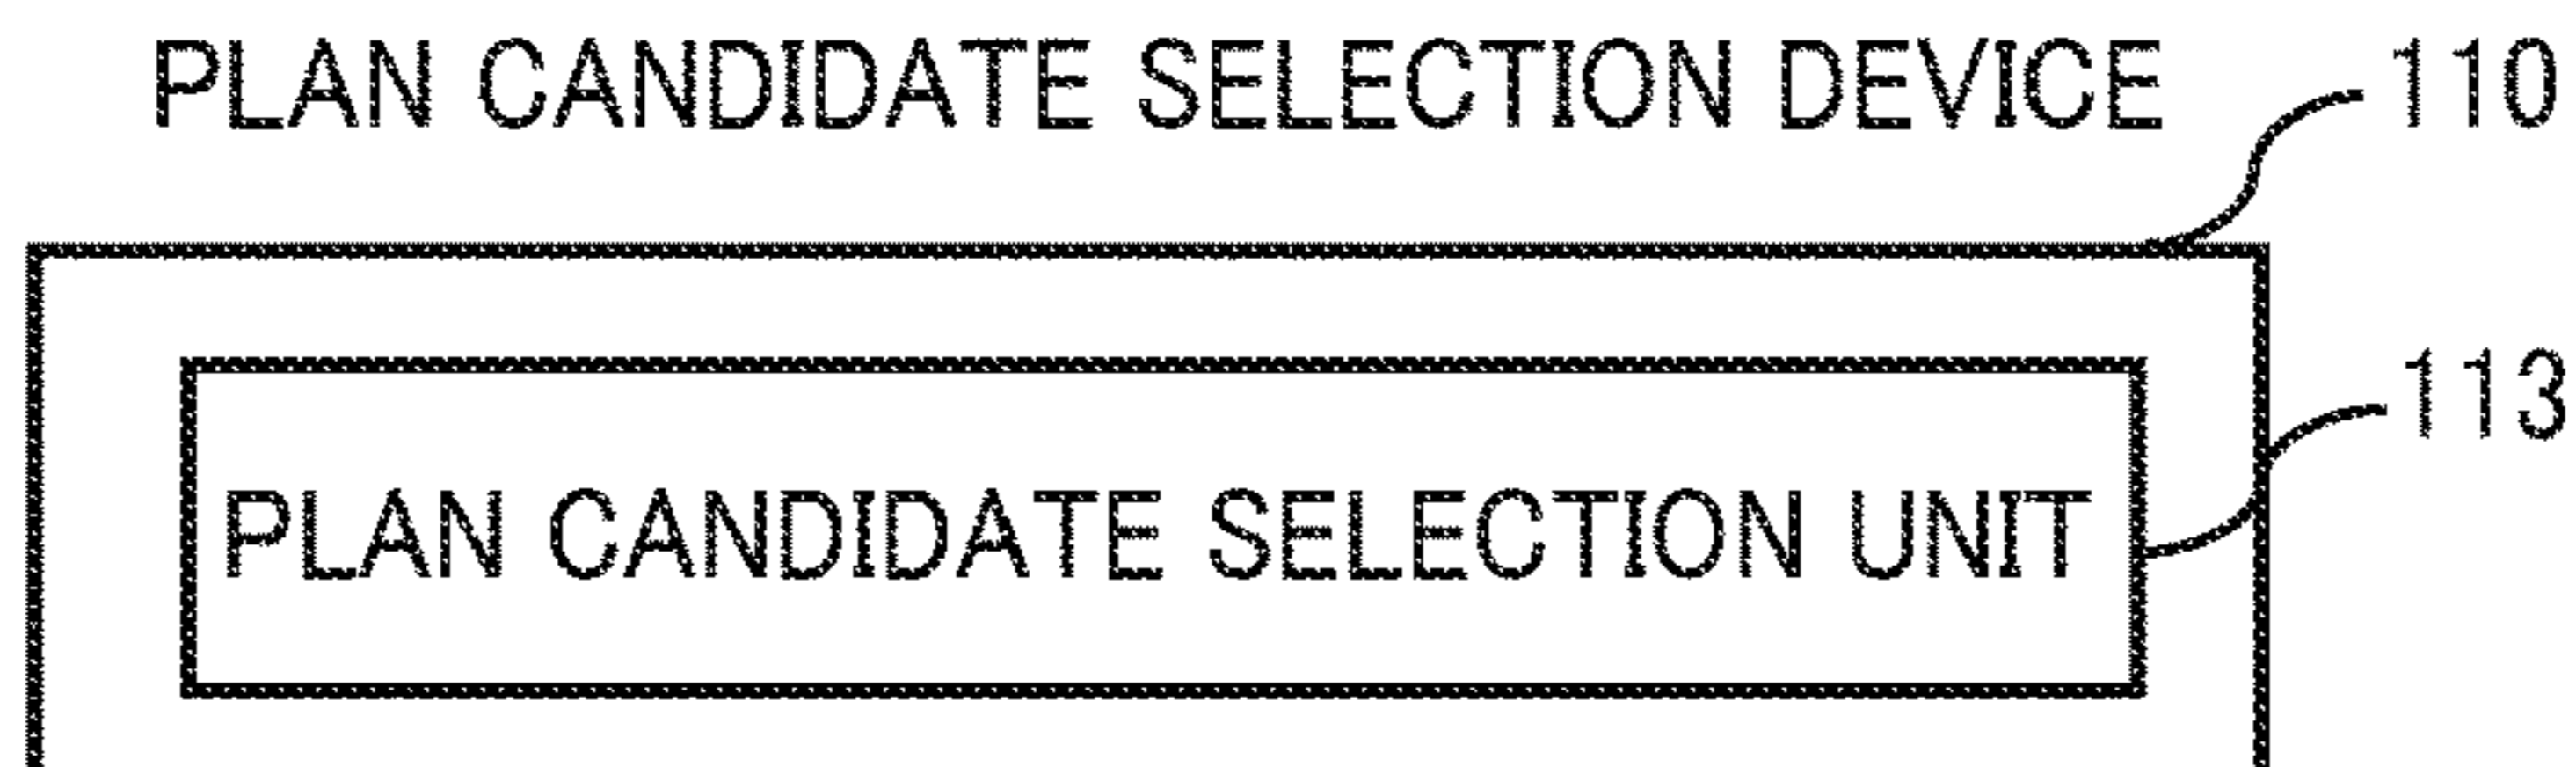 PLAN CANDIDATE SELECTION DEVICE
110
113
PLAN CANDIDATE SELECTION UNIT